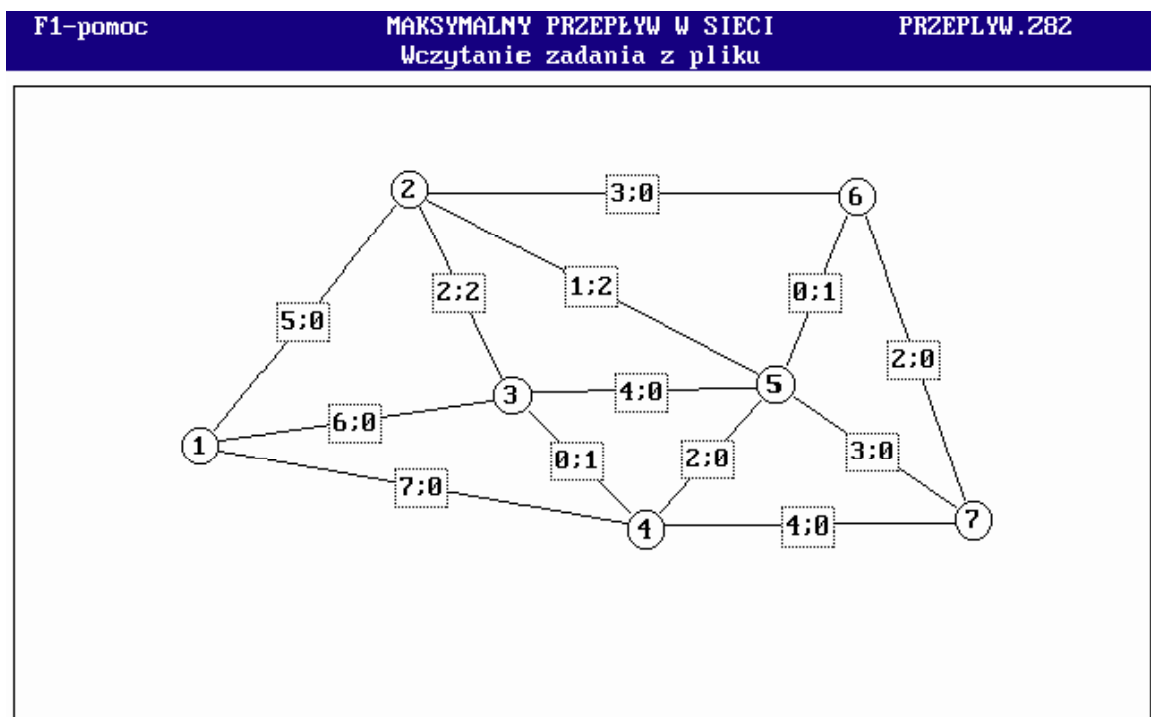 F1-pomoc MAKSYMALNY PRZEPŁYW W SIECI PRZEPLYW.Z82
Wczytanie zadania z pliku
2 3;0 6
2;2 1;2 0;1
5;0
2;0
3 4;0 5
6;0
1 0;1 2;0 3;0
7;0
4 4;0 7